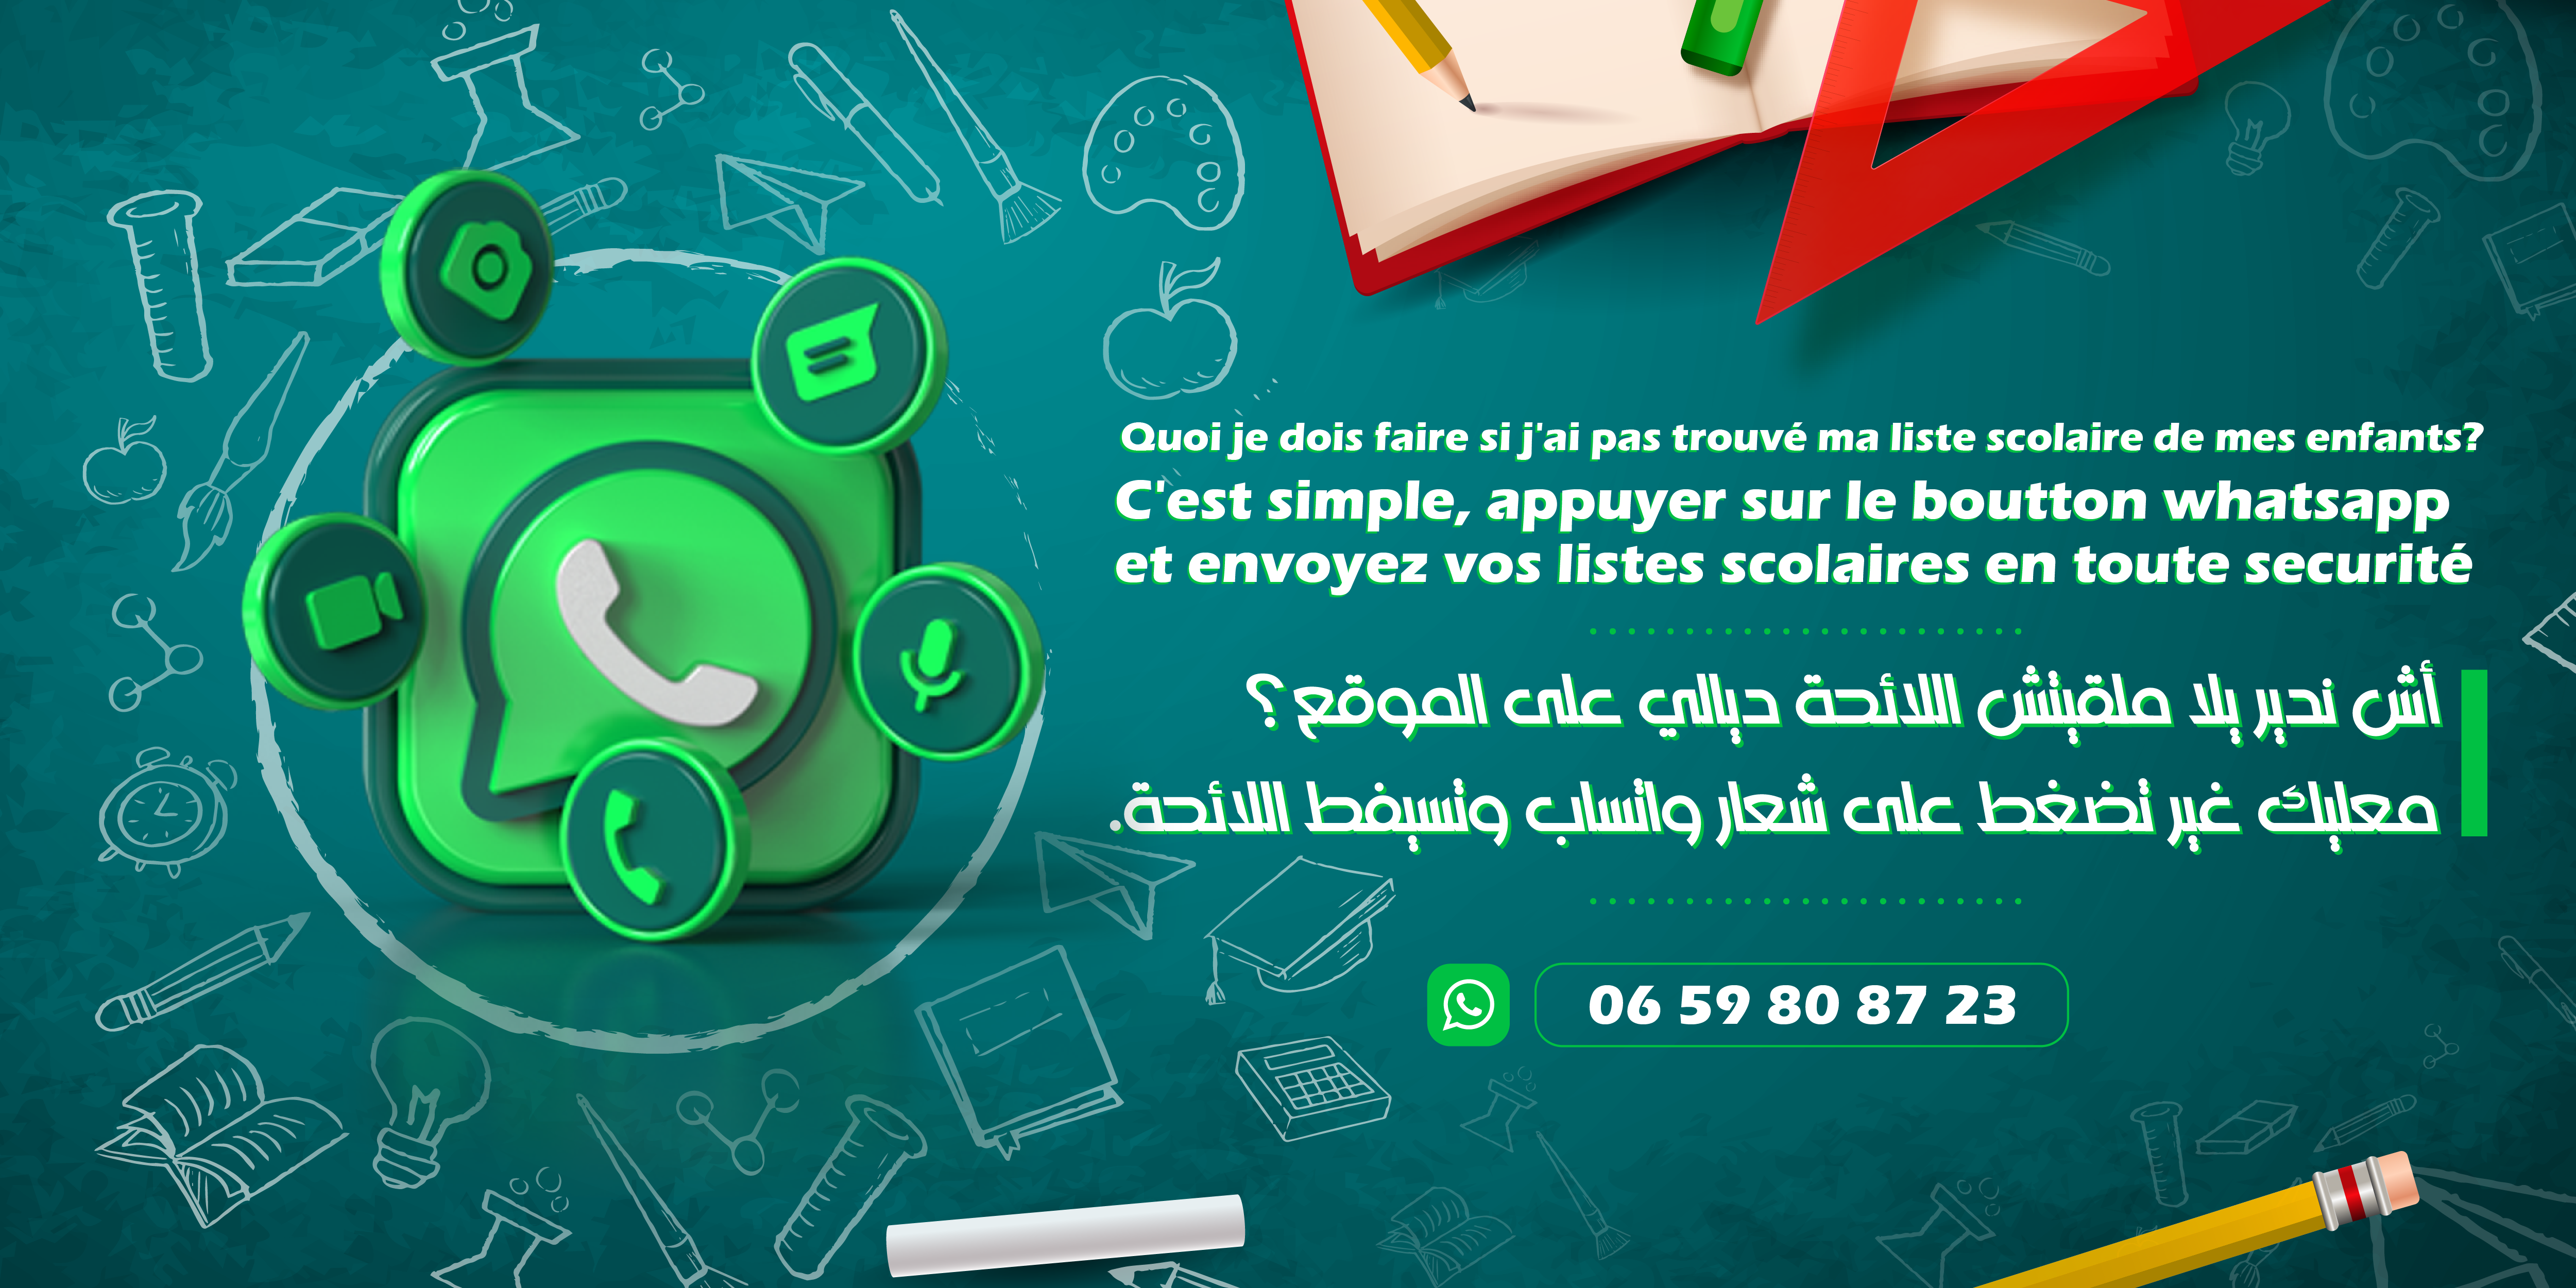 Quoi je dois faire si j'ai pas trouvé ma liste scolaire de mes enfants?
C'est simple, appuyer sur le boutton whatsapp
et envoyez vos listes scolaires en toute securité
أش ندير يلا ملقيتش اللائحة ديالي على الموقع؟
معليك غير تضغط على شعار واتساب وتسيفط اللائحة.
06 59 80 87 23